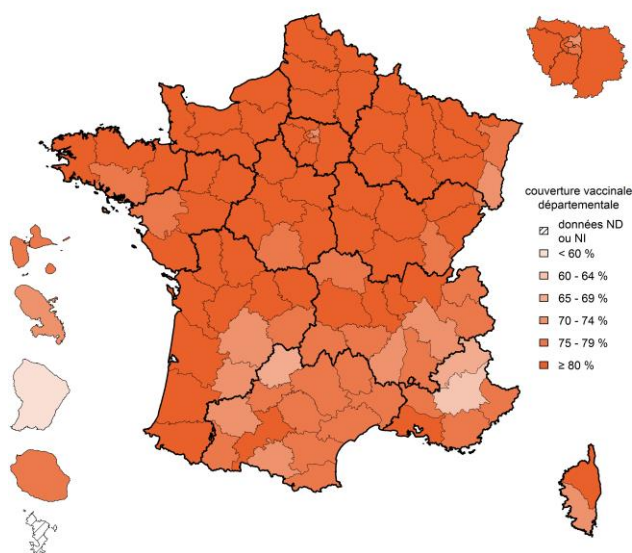 couverture vaccinale
départementale
données ND
ou NI
< 60 %
60 - 64 %
65 - 69 %
70 - 74 %
75 - 79 %
≥ 80 %